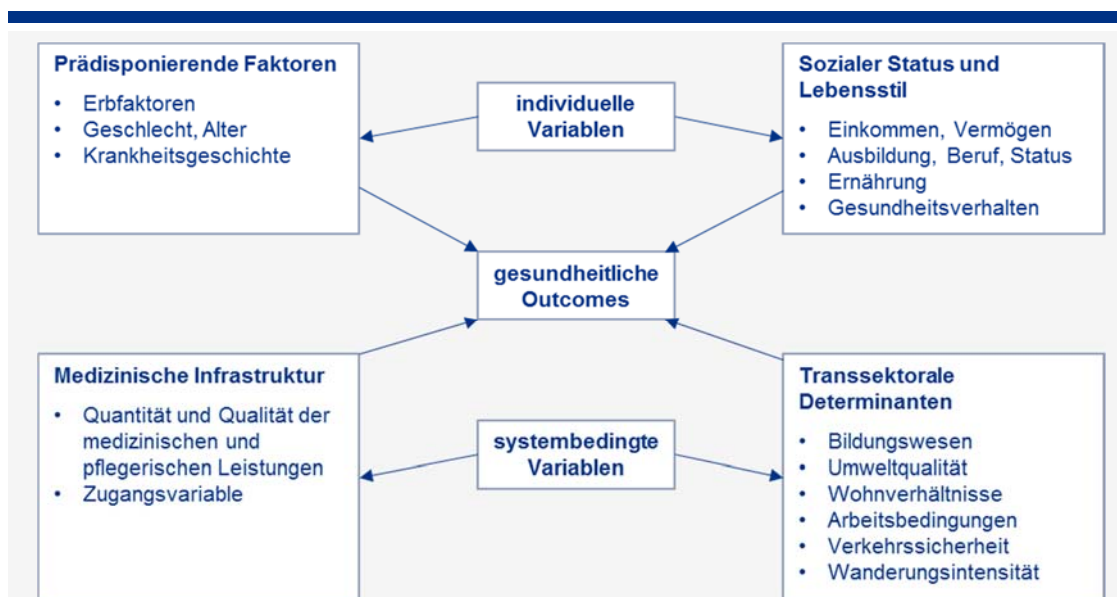 Prädisponierende Faktoren
• Erbfaktoren
• Geschlecht, Alter
• Krankheitsgeschichte
individuelle
Variablen
Sozialer Status und
Lebensstil
• Einkommen, Vermögen
• Ausbildung, Beruf, Status
• Ernährung
• Gesundheitsverhalten
gesundheitliche
Outcomes
Medizinische Infrastruktur
• Quantität und Qualität der
medizinischen und
pflegerischen Leistungen
• Zugangsvariable
systembedingte
Variablen
Transsektorale
Determinanten
• Bildungswesen
• Umweltqualität
• Wohnverhältnisse
• Arbeitsbedingungen
• Verkehrssicherheit
• Wanderungsintensität